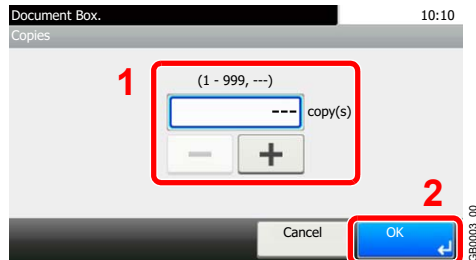 Document Box. 10:10
Copies
1
(1 - 999, ---)
--- copy(s)
2
Cancel OK
GB0003_00